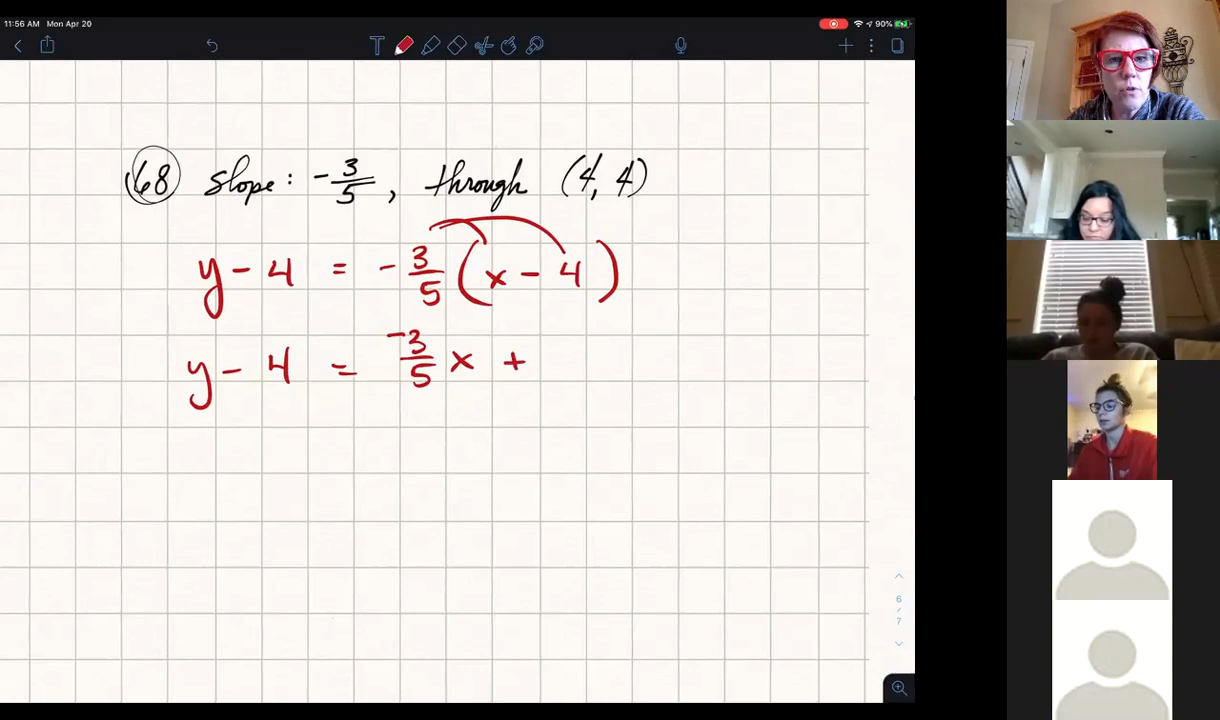 11:56 AM Mon Apr 20
90%
68 slope: -3/5, through (4, 4)
y - 4 = -3/5 (x - 4)
y - 4 = -3/5 x +
6
/
7